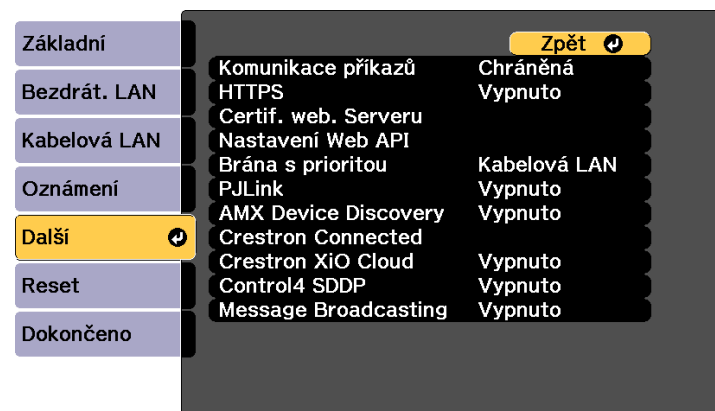 Základní
Bezdrát. LAN
Kabelová LAN
Oznámení
Další
Reset
Dokončeno
Zpět
Komunikace příkazů Chráněná
HTTPS Vypnuto
Certif. web. Serveru
Nastavení Web API
Brána s prioritou Kabelová LAN
PJLink Vypnuto
AMX Device Discovery Vypnuto
Crestron Connected
Crestron XiO Cloud Vypnuto
Control4 SDDP Vypnuto
Message Broadcasting Vypnuto